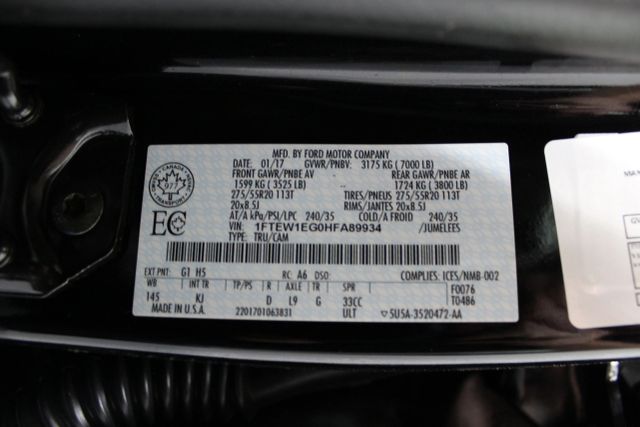 MFD. BY FORD MOTOR COMPANY
DATE: 01/17 GVWR/PNBV: 3175 KG ( 7000 LB)
FRONT GAWR/PNBE AV REAR GAWR/PNBE AR
1599 KG ( 3525 LB) 1724 KG ( 3800 LB)
275/55R20 113T TIRES/PNEUS 275/55R20 113T
20x8.5J RIMS/JANTES 20x8.5J
AT/A kPa/PSI/LPC 240/35 COLD/A FROID 240/35
VIN: 1FTEW1EG0HFA89934 /JUMELEES
TYPE: TRU/CAM
CANADA
977
EC
EXT PNT: G1 H5 RC: A6 DSO: COMPLIES: ICES/NMB-002
WB INT TR TP/PS R AXLE TR SPR F0076
145 KJ D L9 G 33CC T0486
MADE IN U.S.A. 2201701063831 ULT 5U5A-3520472-AA